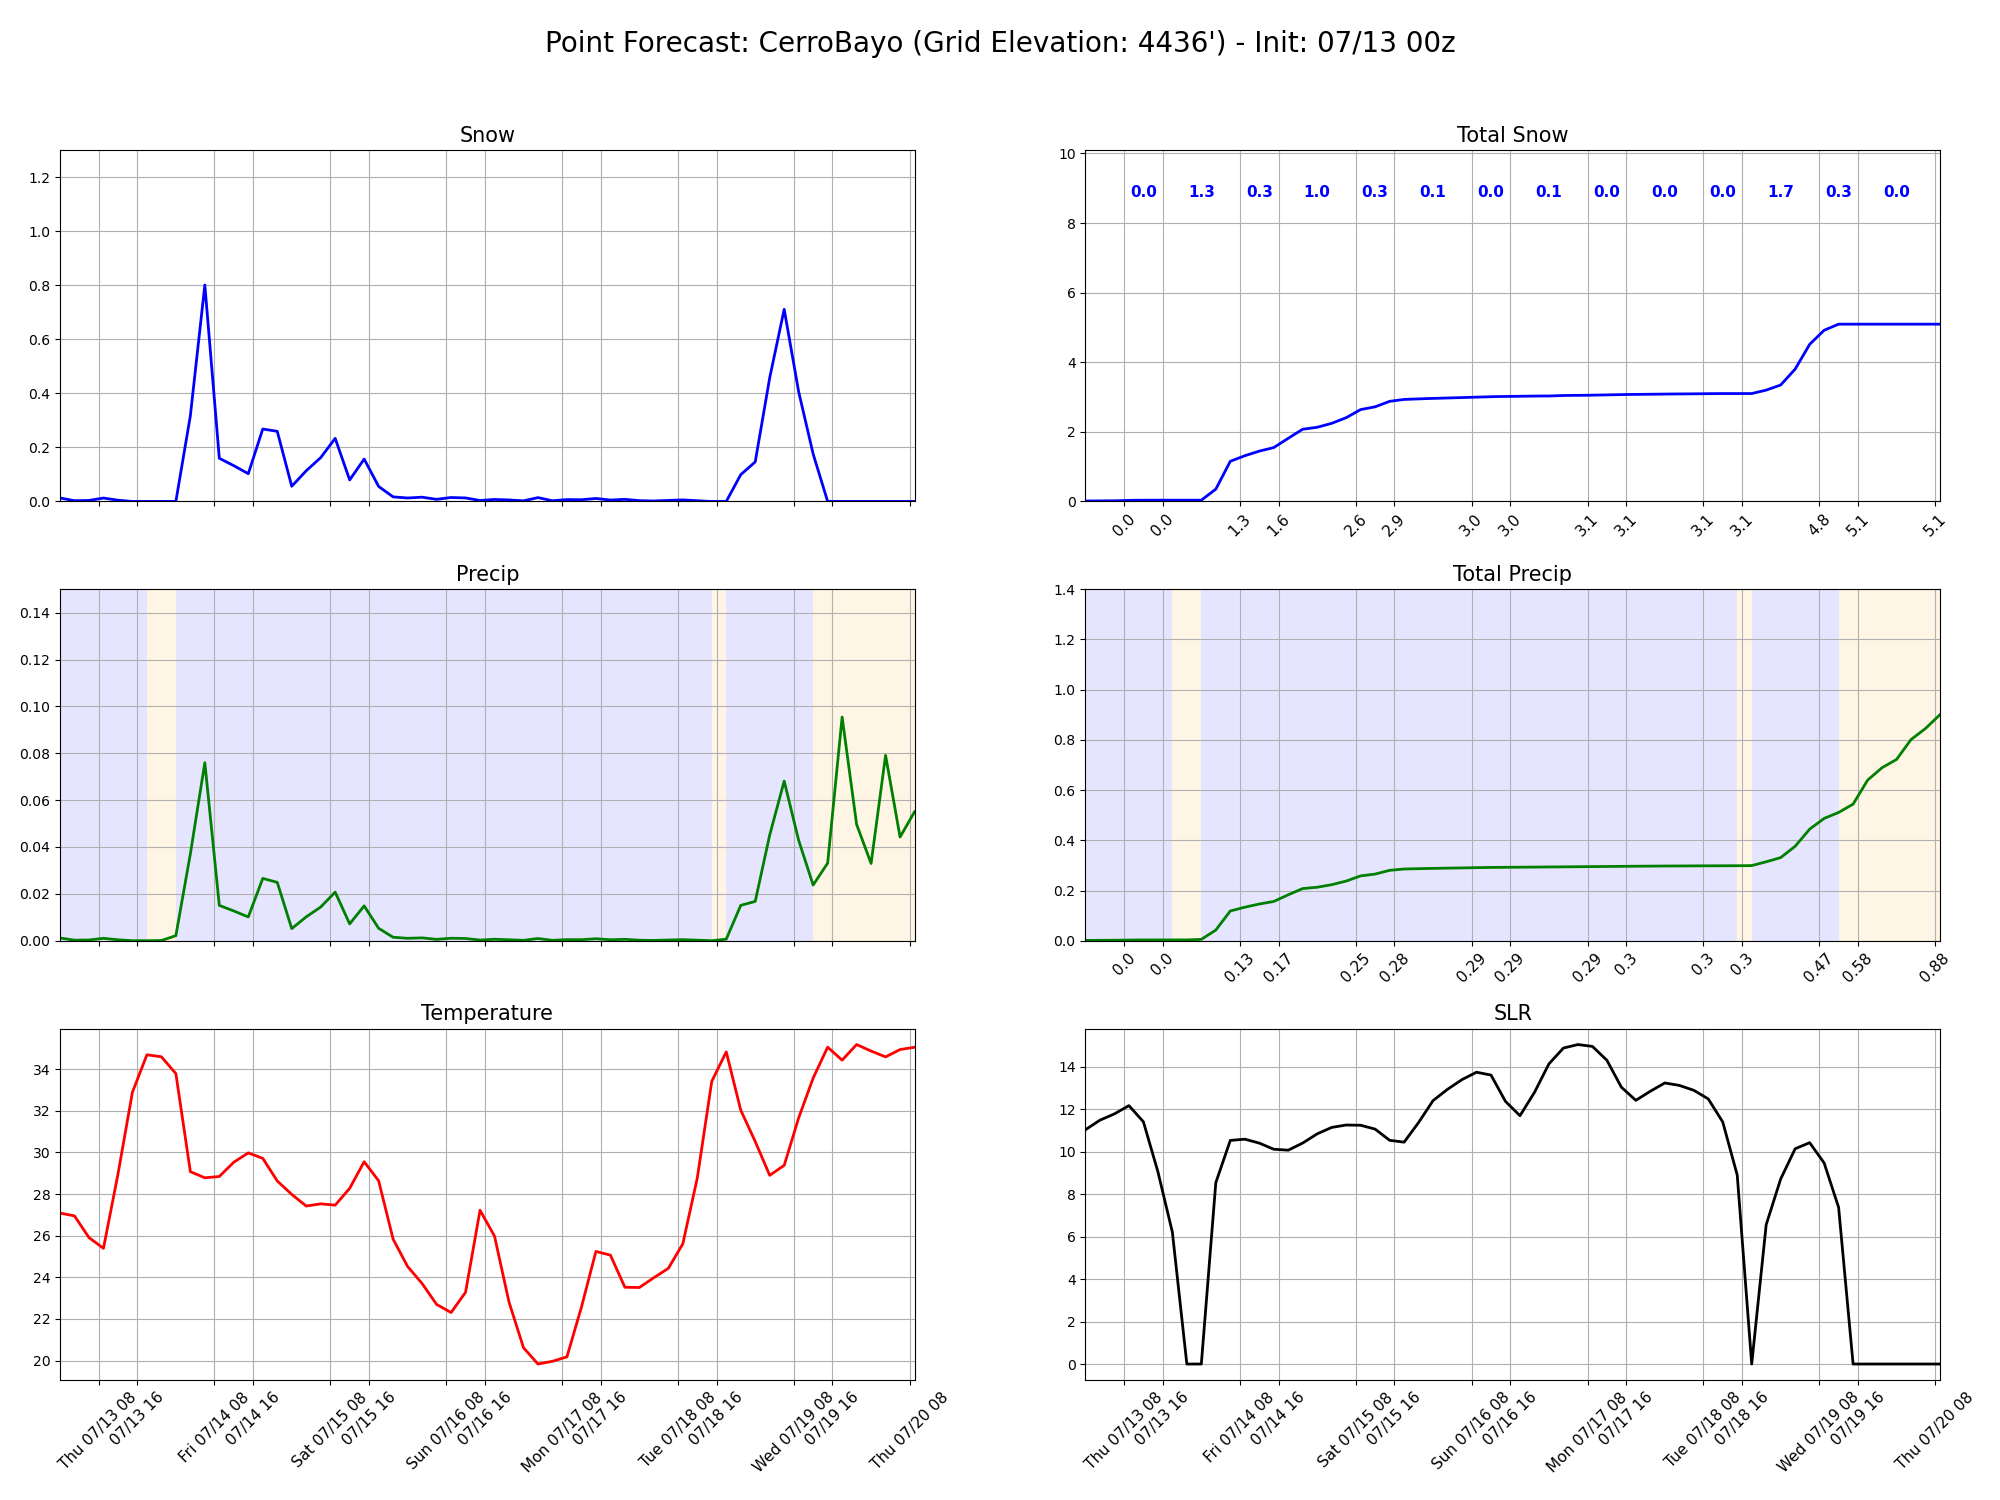 Point Forecast: CerroBayo (Grid Elevation: 4436') - Init: 07/13 00z
Snow
1.2
1.0
0.8
0.6
0.4
0.2
0.0
Total Snow
10
8
6
4
2
0
0.0 1.3 0.3 1.0 0.3 0.1 0.0 0.1 0.0 0.0 0.0 1.7 0.3 0.0
0.0 0.0 1.3 1.6 2.6 2.9 3.0 3.0 3.1 3.1 3.1 3.1 4.8 5.1 5.1
Precip
0.14
0.12
0.10
0.08
0.06
0.04
0.02
0.00
Total Precip
1.4
1.2
1.0
0.8
0.6
0.4
0.2
0.0
0.0 0.0 0.13 0.17 0.25 0.28 0.29 0.29 0.29 0.3 0.3 0.3 0.47 0.58 0.88
Temperature
34
32
30
28
26
24
22
20
Thu 07/13 08
07/13 16
Fri 07/14 08
07/14 16
Sat 07/15 08
07/15 16
Sun 07/16 08
07/16 16
Mon 07/17 08
07/17 16
Tue 07/18 08
07/18 16
Wed 07/19 08
07/19 16
Thu 07/20 08
SLR
14
12
10
8
6
4
2
0
Thu 07/13 08
07/13 16
Fri 07/14 08
07/14 16
Sat 07/15 08
07/15 16
Sun 07/16 08
07/16 16
Mon 07/17 08
07/17 16
Tue 07/18 08
07/18 16
Wed 07/19 08
07/19 16
Thu 07/20 08